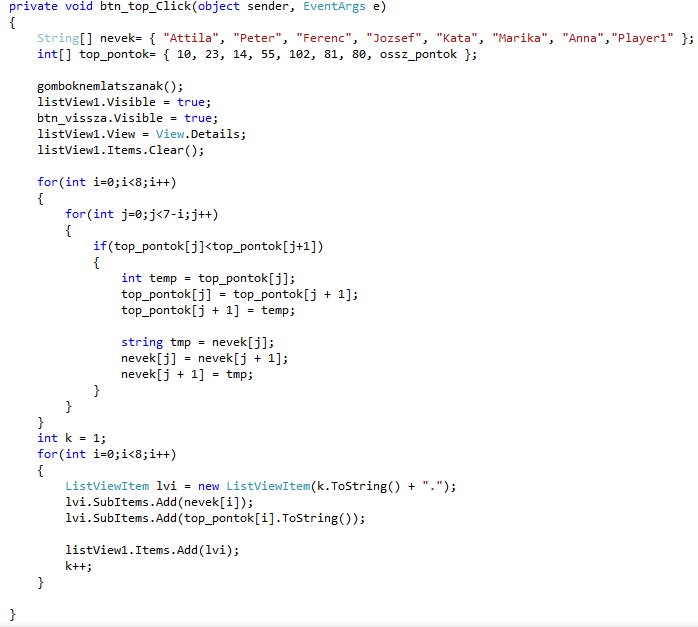 private void btn_top_Click(object sender, EventArgs e)
{
    String[] nevek= { "Attila", "Peter", "Ferenc", "Jozsef", "Kata", "Marika", "Anna","Player1" };
    int[] top_pontok= { 10, 23, 14, 55, 102, 81, 80, ossz_pontok };

    gomboknemlatszanak();
    listView1.Visible = true;
    btn_vissza.Visible = true;
    listView1.View = View.Details;
    listView1.Items.Clear();

    for(int i=0;i<8;i++)
    {
        for(int j=0;j<7-i;j++)
        {
            if(top_pontok[j]<top_pontok[j+1])
            {
                int temp = top_pontok[j];
                top_pontok[j] = top_pontok[j + 1];
                top_pontok[j + 1] = temp;

                string tmp = nevek[j];
                nevek[j] = nevek[j + 1];
                nevek[j + 1] = tmp;
            }
        }
    }
    int k = 1;
    for(int i=0;i<8;i++)
    {
        ListViewItem lvi = new ListViewItem(k.ToString() + ".");
        lvi.SubItems.Add(nevek[i]);
        lvi.SubItems.Add(top_pontok[i].ToString());

        listView1.Items.Add(lvi);
        k++;
    }

}